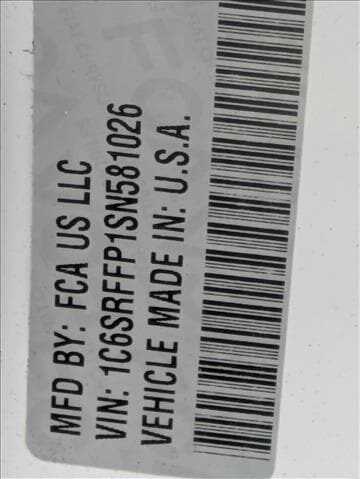 MFD BY: FCA US LLC
VIN: 1C6SRFFP1SN581026
VEHICLE MADE IN: U.S.A.